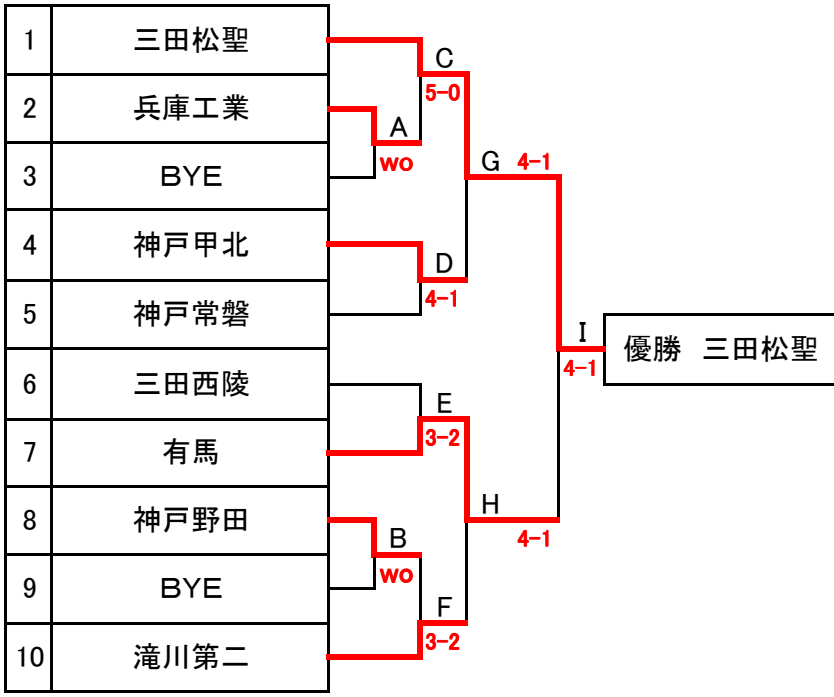 1 三田松聖
C
5-0
2 兵庫工業
A
wo
3 BYE
G 4-1
4 神戸甲北
D
4-1
5 神戸常磐
I
4-1
優勝 三田松聖
6 三田西陵
E
3-2
7 有馬
H
4-1
8 神戸野田
B
wo
9 BYE
F
3-2
10 滝川第二